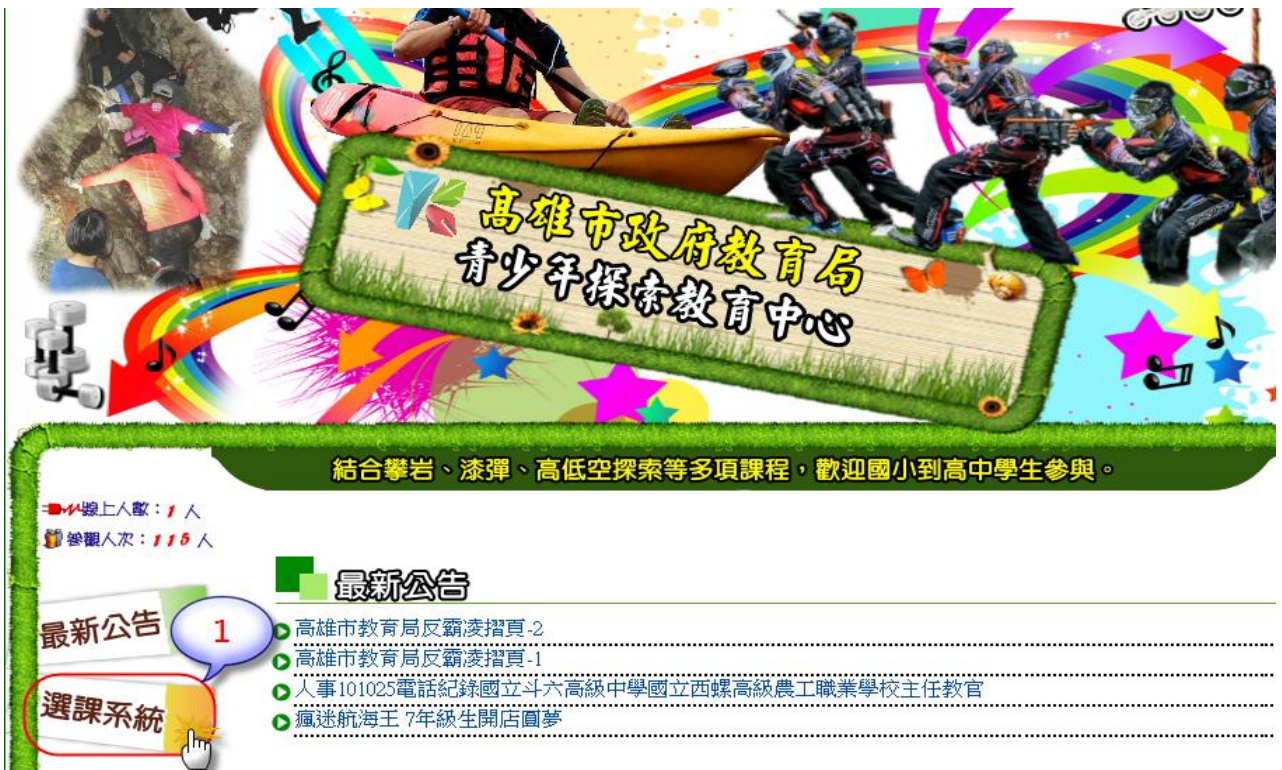 高雄市政府教育局
青少年探索教育中心
結合攀岩、漆彈、高低空探索等多項課程，歡迎國小到高中學生參與。
線上人數：1 人
參觀人次：115 人
最新公告
最新公告
1
高雄市教育局反霸凌摺頁-2
高雄市教育局反霸凌摺頁-1
人事101025電話紀錄國立斗六高級中學國立西螺高級農工職業學校主任教官
選課系統
瘋迷航海王 7年級生開店圓夢